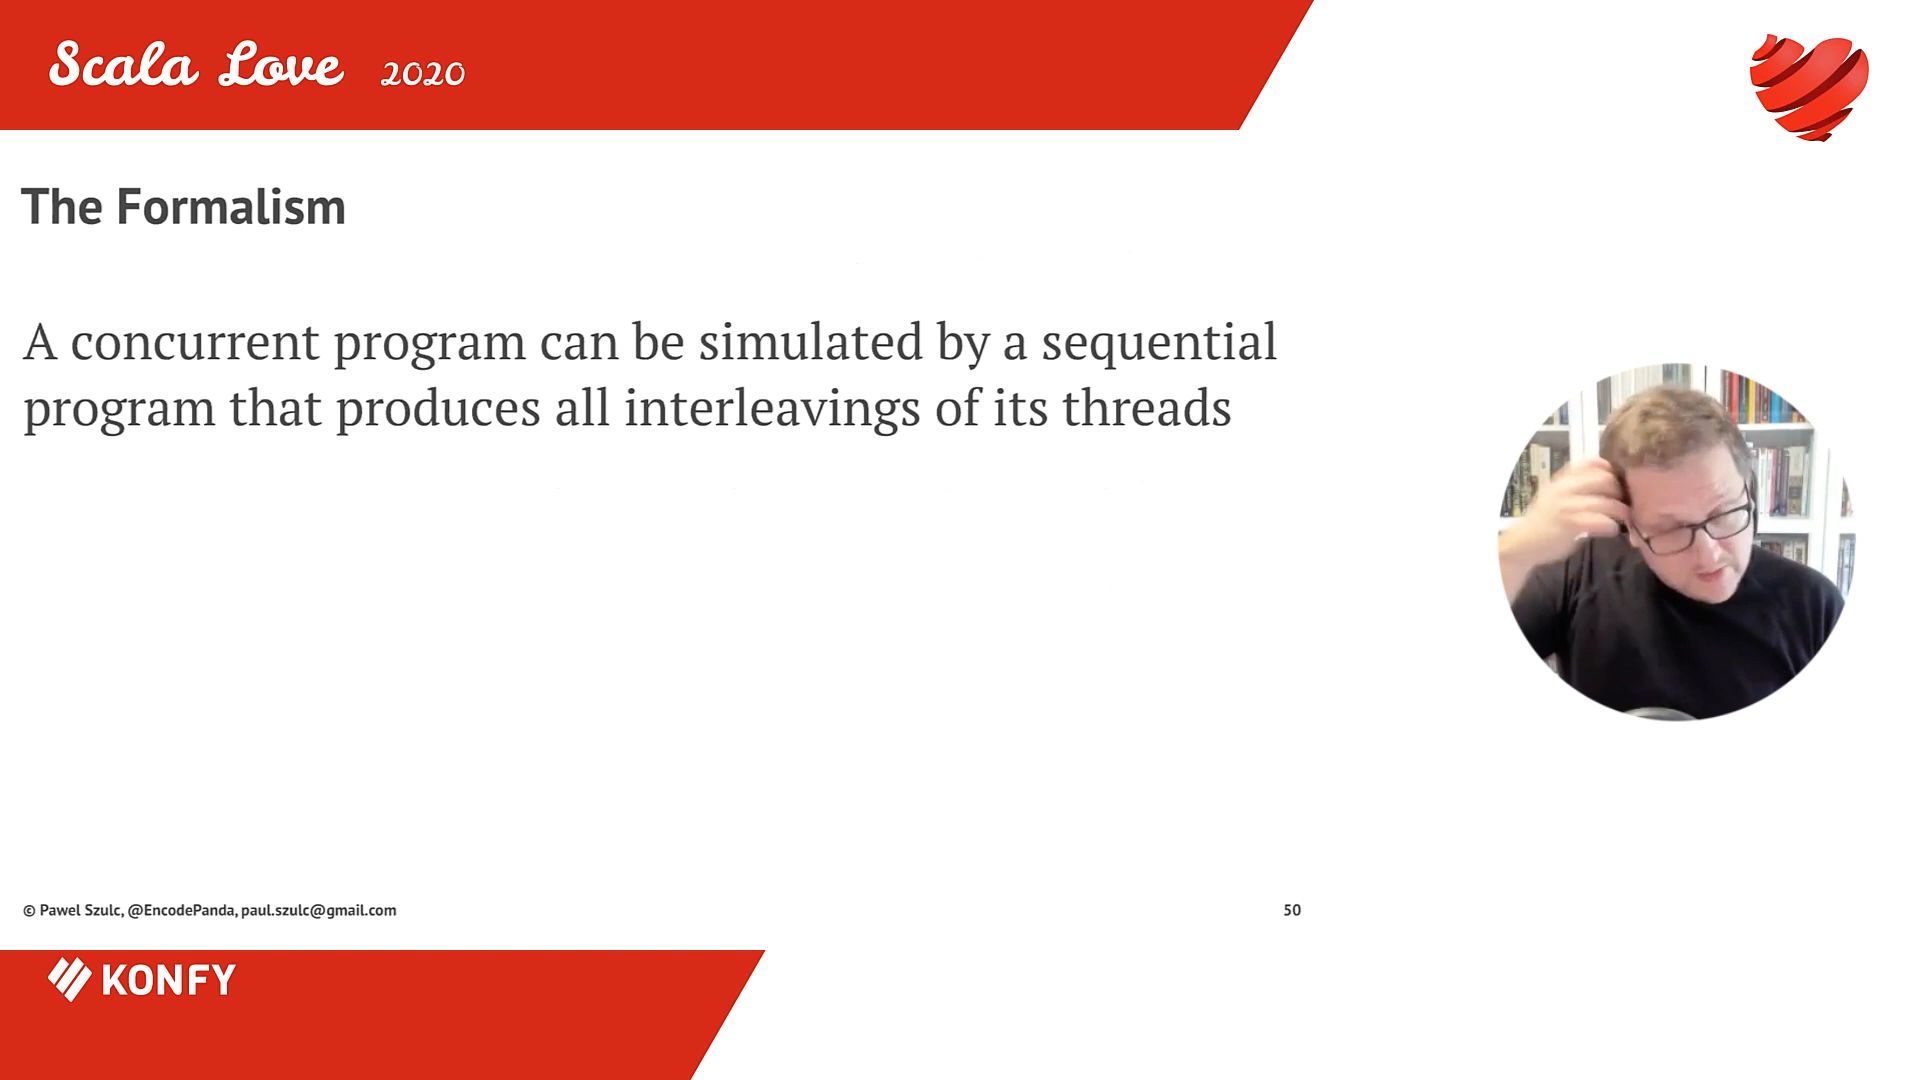 Scala Love 2020
The Formalism
A concurrent program can be simulated by a sequential
program that produces all interleavings of its threads
© Pawel Szulc, @EncodePanda, paul.szulc@gmail.com
50
KONFY